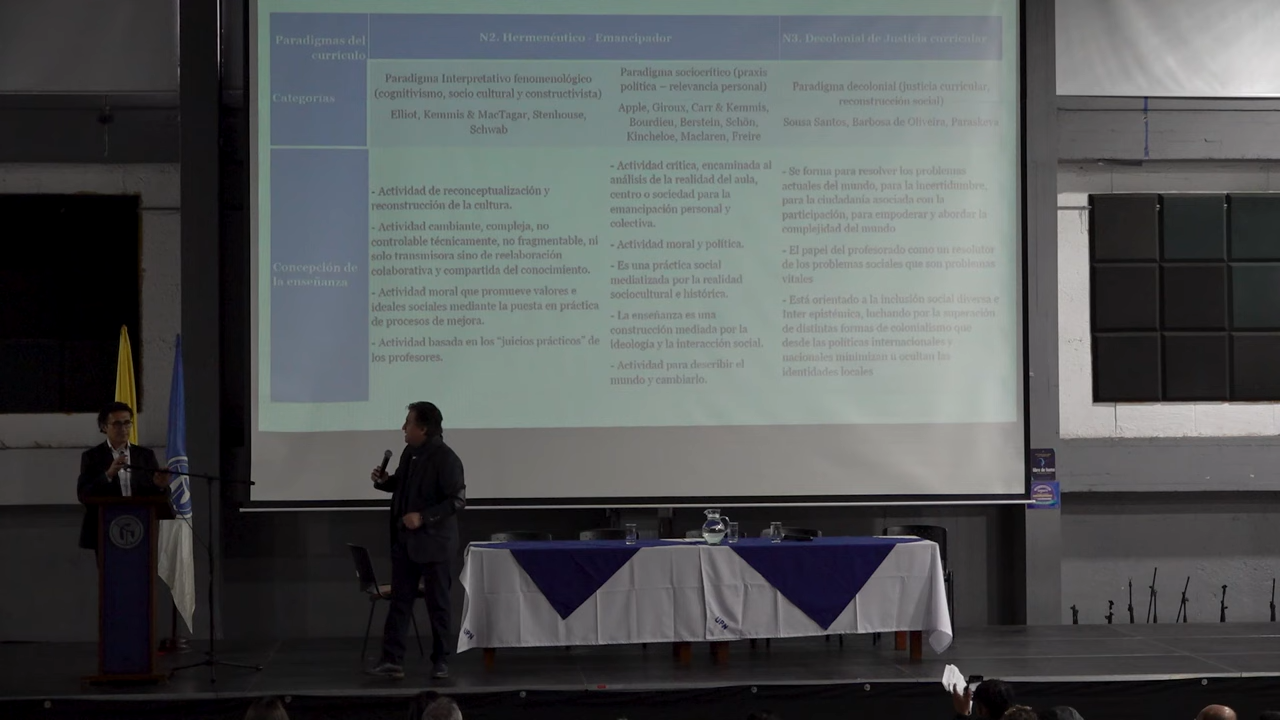 Paradigmas del
currículo
Categorías
N2. Hermenéutico - Emancipador
N3. Decolonial de Justicia curricular
Paradigma Interpretativo fenomenológico
(cognitivismo, socio cultural y constructivista)
Elliot, Kemmis & MacTagar, Stenhouse,
Schwab
Paradigma sociocrítico (praxis
política – relevancia personal)
Apple, Giroux, Carr & Kemmis,
Bourdieu, Berstein, Schön,
Kincheloe, Maclaren, Freire
Paradigma decolonial (justicia curricular,
reconstrucción social)
Sousa Santos, Barbosa de Oliveira, Paraskeva
Concepción de
la enseñanza
- Actividad de reconceptualización y
reconstrucción de la cultura.
- Actividad cambiante, compleja, no
controlable técnicamente, no fragmentable, ni
solo transmisora sino de reelaboración
colaborativa y compartida del conocimiento.
- Actividad moral que promueve valores e
ideales sociales mediante la puesta en práctica
de procesos de mejora.
- Actividad basada en los "juicios prácticos" de
los profesores.
- Actividad crítica, encaminada al
análisis de la realidad del aula,
centro o sociedad para la
emancipación personal y
colectiva.
- Actividad moral y política.
- Es una práctica social
mediatizada por la realidad
sociocultural e histórica.
- La enseñanza es una
construcción mediada por la
ideología y la interacción social.
- Actividad para describir el
mundo y cambiarlo.
- Se forma para resolver los problemas
actuales del mundo, para la incertidumbre,
para la ciudadanía asociada con la
participación, para empoderar y abordar la
complejidad del mundo
- El papel del profesorado como un resolutor
de los problemas sociales que son problemas
vitales
- Está orientado a la inclusión social diversa e
Inter epistémica, luchando por la superación
de distintas formas de colonialismo que
desde las políticas internacionales y
nacionales minimizan u ocultan las
identidades locales
UPN
UPN